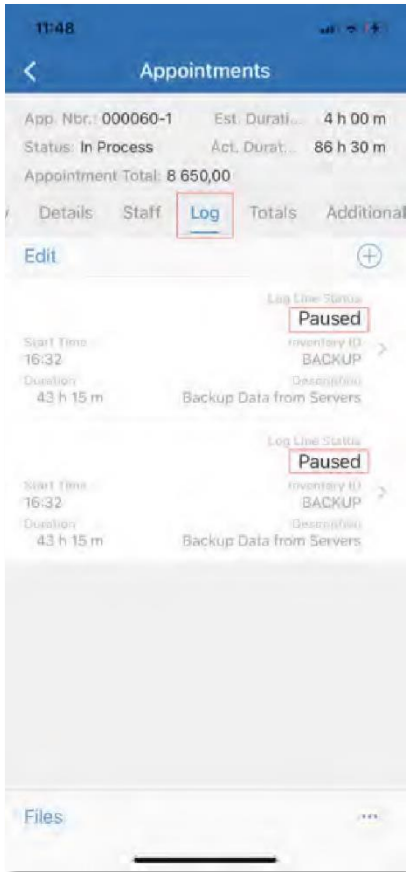 11:48
Appointments
App. Nbr.: 000060-1 Est. Durati... 4 h 00 m
Status: In Process Act. Durat... 86 h 30 m
Appointment Total: 8 650,00
Details Staff Log Totals Additional
Edit
Log Line Status
Paused
Start Time Inventory ID
16:32 BACKUP
Duration Description
43 h 15 m Backup Data from Servers
Log Line Status
Paused
Start Time Inventory ID
16:32 BACKUP
Duration Description
43 h 15 m Backup Data from Servers
Files